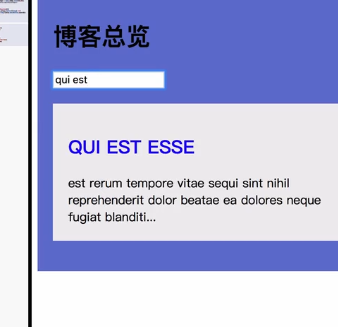 博客总览
qui est
QUI EST ESSE
est rerum tempore vitae sequi sint nihil
reprehenderit dolor beatae ea dolores neque
fugiat blanditi...